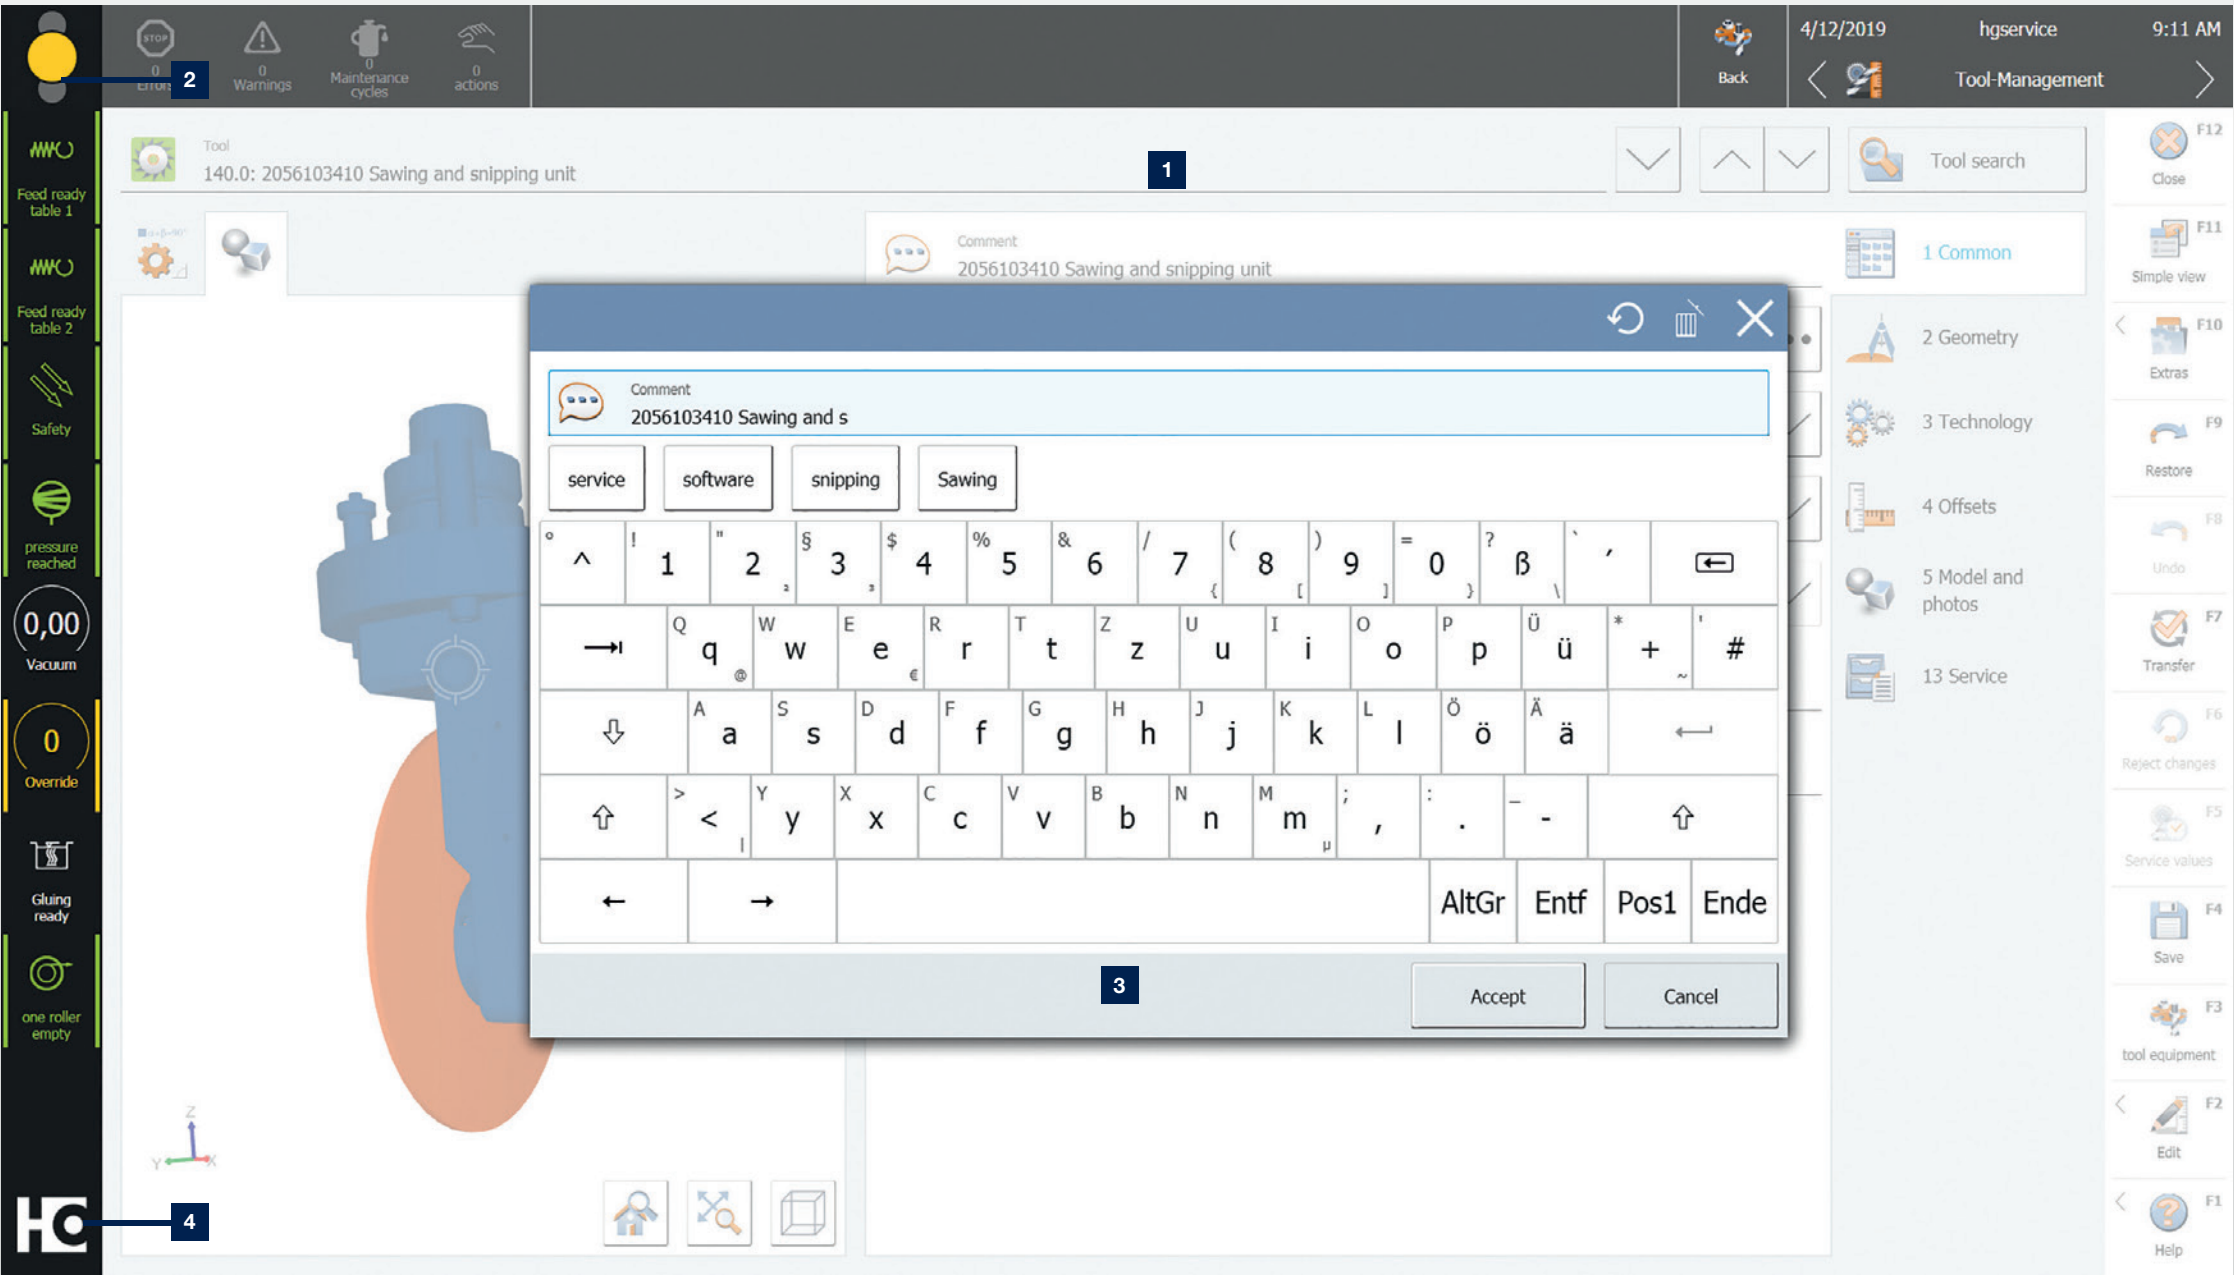 STOP
0
Errors
0
Warnings
0
Maintenance
cycles
0
actions
Back
4/12/2019
hgservice
9:11 AM
Tool-Management
2
Feed ready
table 1
Feed ready
table 2
Safety
pressure
reached
0,00
Vacuum
0
Override
Gluing
ready
one roller
empty
HG
4
Tool
140.0: 2056103410 Sawing and snipping unit
1
Tool search
Comment
2056103410 Sawing and snipping unit
Comment
2056103410 Sawing and s
service
software
snipping
Sawing
° ^ ! 1 " 2 ² § 3 ³ $ 4 % 5 & 6 / 7 { ( 8 [ ) 9 ] = 0 } ? ß \ ` ´
Q q @ W w E e € R r T t Z z U u I i O o P p Ü ü * + ~ ' #
A a S s D d F f G g H h J j K k L l Ö ö Ä ä
> < | Y y X x C c V v B b N n M m µ ; , : . _ -
AltGr Entf Pos1 Ende
3
Accept
Cancel
1 Common
2 Geometry
3 Technology
4 Offsets
5 Model and
photos
13 Service
F12
Close
F11
Simple view
F10
Extras
F9
Restore
F8
Undo
F7
Transfer
F6
Reject changes
F5
Service values
F4
Save
F3
tool equipment
F2
Edit
F1
Help
Z
Y
X